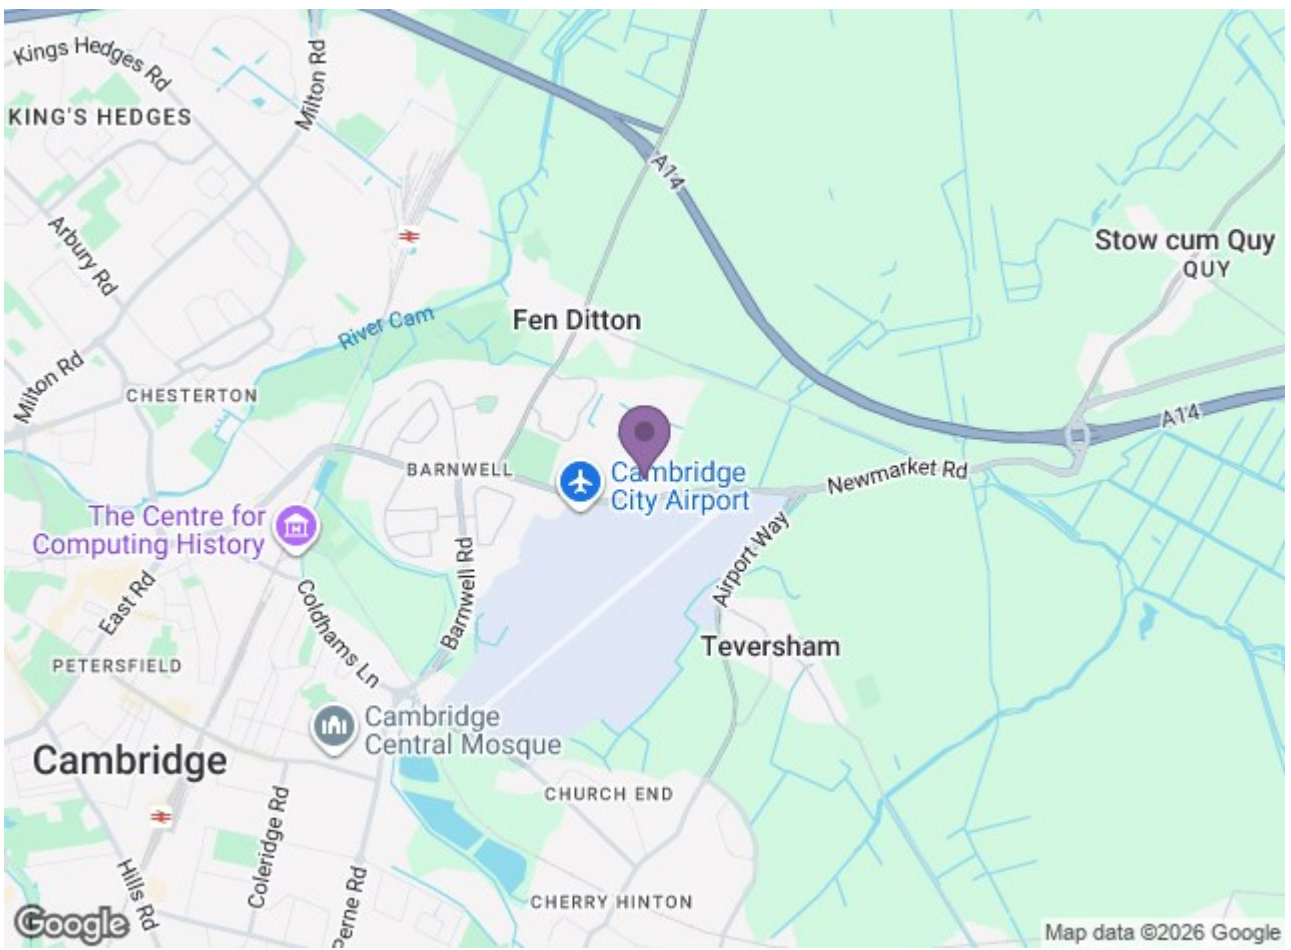 Kings Hedges Rd
Milton Rd
KING'S HEDGES
A14
Arbury Rd
Stow cum Quy
QUY
River Cam
Fen Ditton
Milton Rd
CHESTERTON
A14
BARNWELL
Cambridge
City Airport
Newmarket Rd
The Centre for
Computing History
Airport Way
Barnwell Rd
East Rd
Coldhams Ln
Teversham
PETERSFIELD
Cambridge
Central Mosque
Cambridge
CHURCH END
Coleridge Rd
Hills Rd
Perne Rd
CHERRY HINTON
Google
Map data ©2026 Google